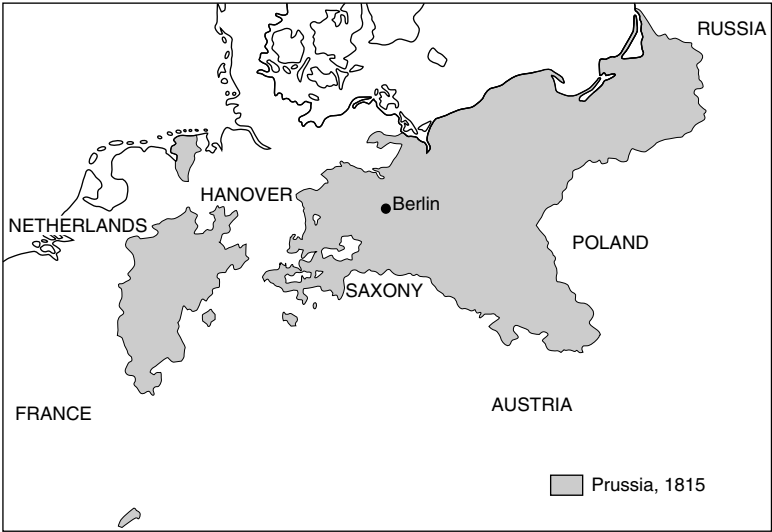 RUSSIA
HANOVER
Berlin
NETHERLANDS
POLAND
SAXONY
AUSTRIA
FRANCE
Prussia, 1815